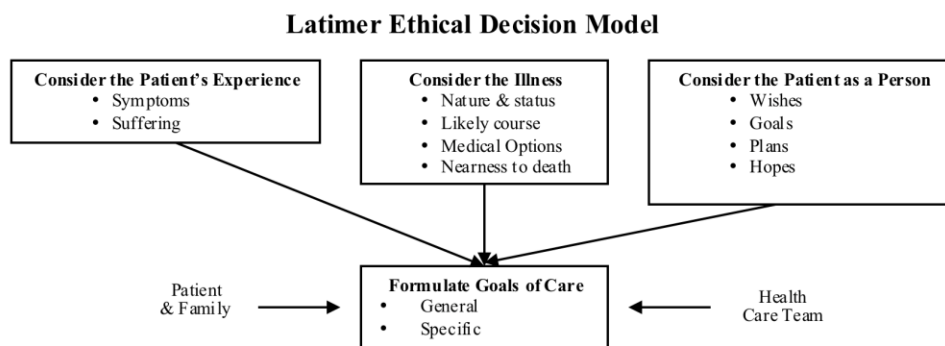 Latimer Ethical Decision Model
Consider the Patient's Experience
• Symptoms
• Suffering
Consider the Illness
• Nature & status
• Likely course
• Medical Options
• Nearness to death
Consider the Patient as a Person
• Wishes
• Goals
• Plans
• Hopes
Patient
& Family
Formulate Goals of Care
• General
• Specific
Health
Care Team